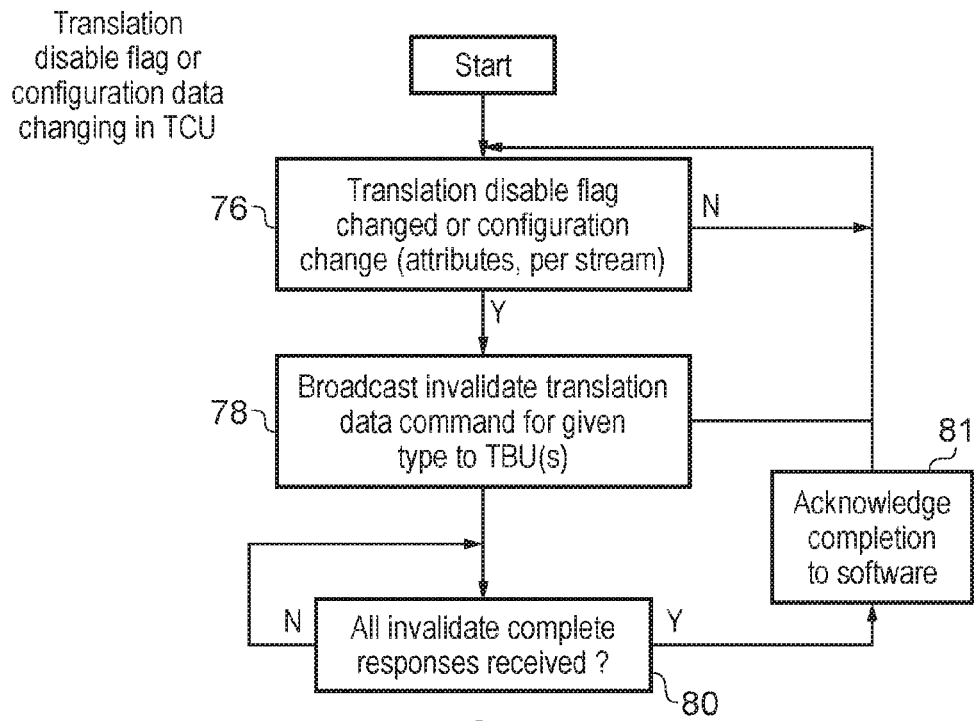 Translation
disable flag or
configuration data
changing in TCU
Start
76
Translation disable flag
changed or configuration
change (attributes, per stream)
N
Y
78
Broadcast invalidate translation
data command for given
type to TBU(s)
81
Acknowledge
completion
to software
N
All invalidate complete
responses received ?
Y
80